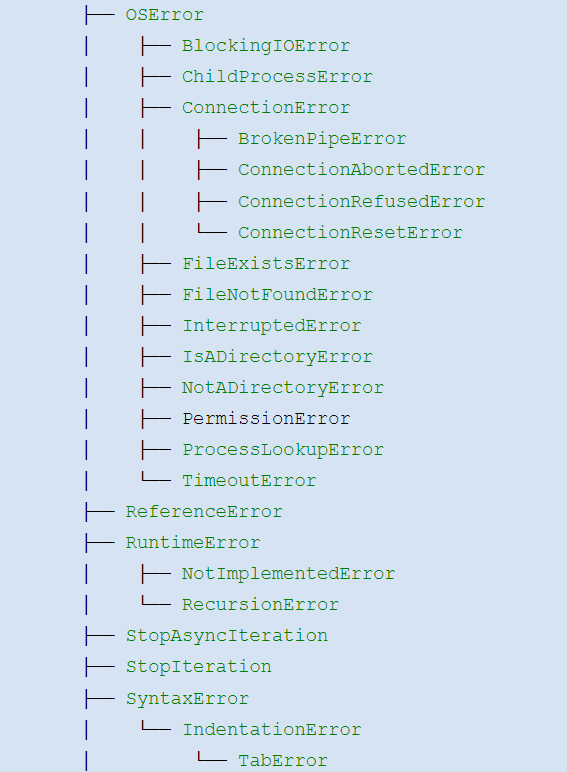 ├── OSError
│    ├── BlockingIOError
│    ├── ChildProcessError
│    ├── ConnectionError
│    │    ├── BrokenPipeError
│    │    ├── ConnectionAbortedError
│    │    ├── ConnectionRefusedError
│    │    └── ConnectionResetError
│    ├── FileExistsError
│    ├── FileNotFoundError
│    ├── InterruptedError
│    ├── IsADirectoryError
│    ├── NotADirectoryError
│    ├── PermissionError
│    ├── ProcessLookupError
│    └── TimeoutError
├── ReferenceError
├── RuntimeError
│    ├── NotImplementedError
│    └── RecursionError
├── StopAsyncIteration
├── StopIteration
├── SyntaxError
│    └── IndentationError
│         └── TabError